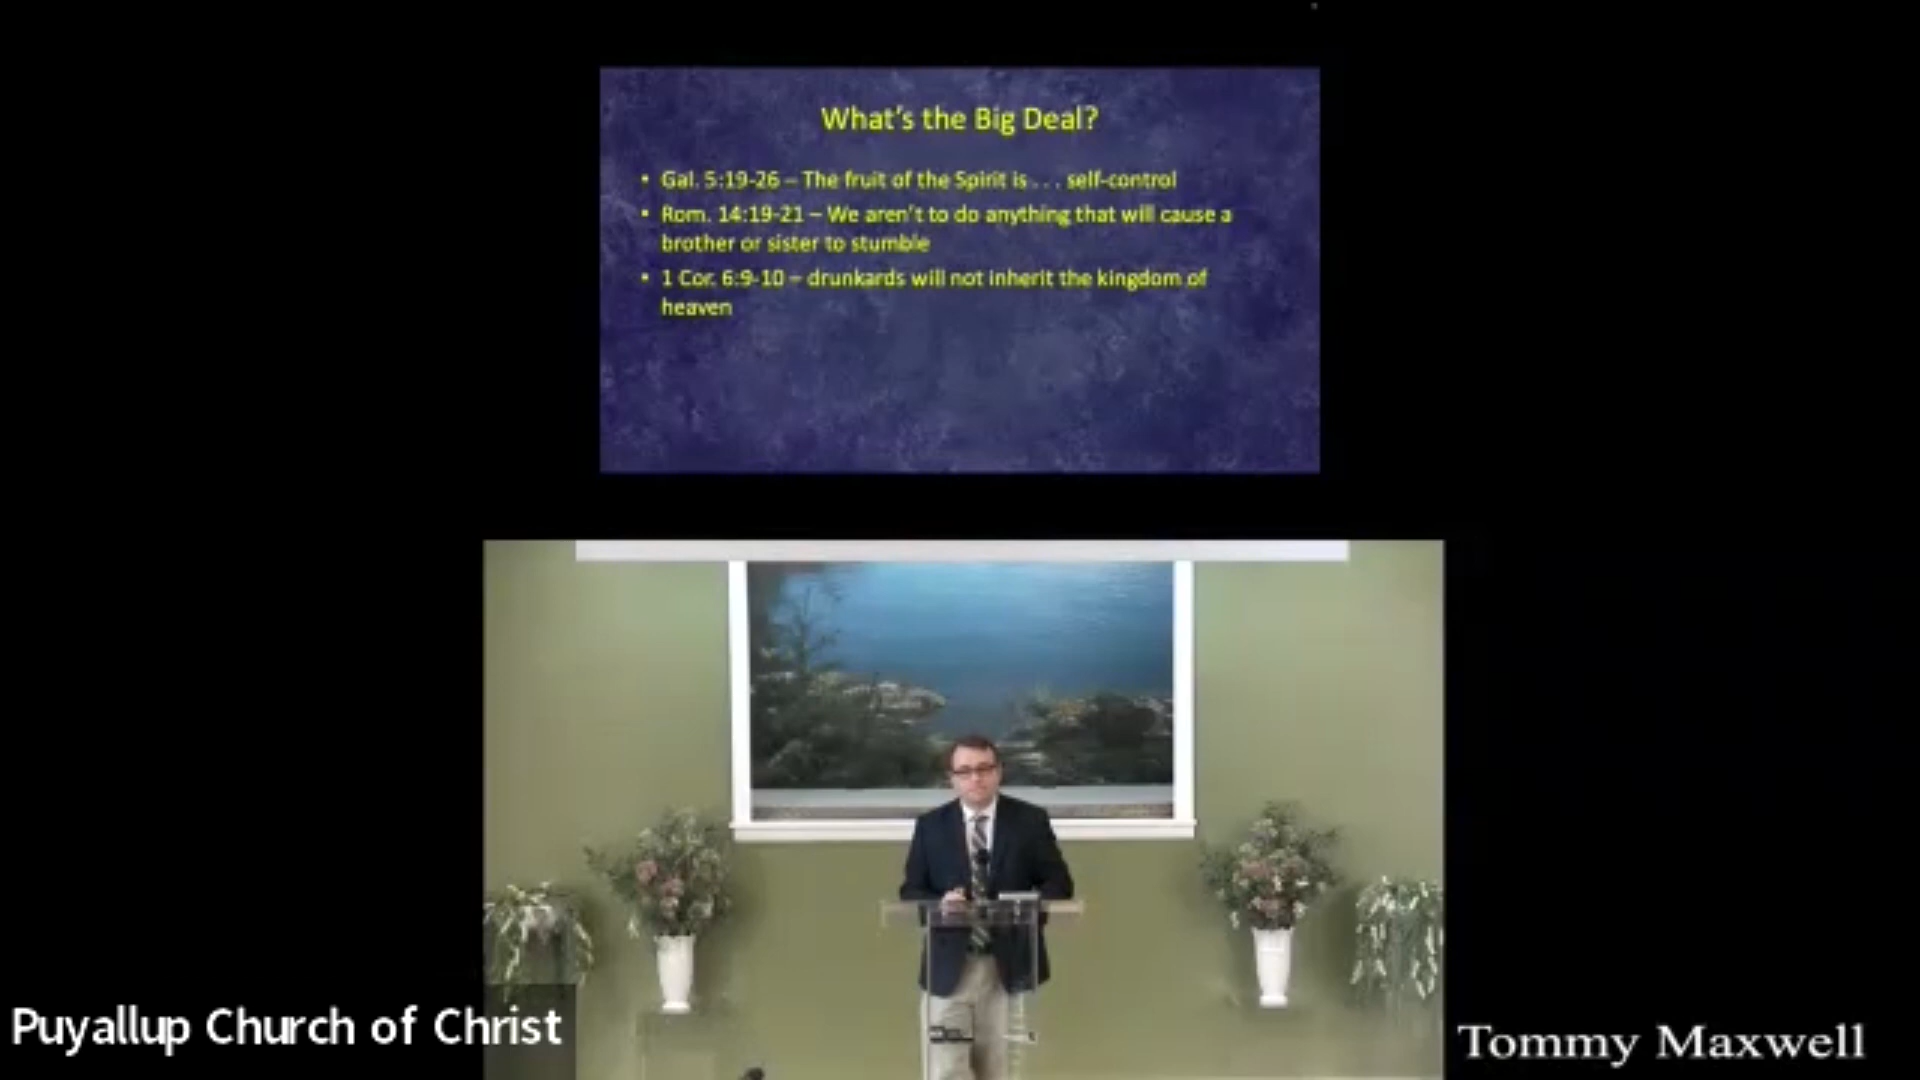 What's the Big Deal?
• Gal. 5:19-26 – The fruit of the Spirit is . . . self-control
• Rom. 14:19-21 – We aren't to do anything that will cause a
brother or sister to stumble
• 1 Cor. 6:9-10 – drunkards will not inherit the kingdom of
heaven
Puyallup Church of Christ
Tommy Maxwell